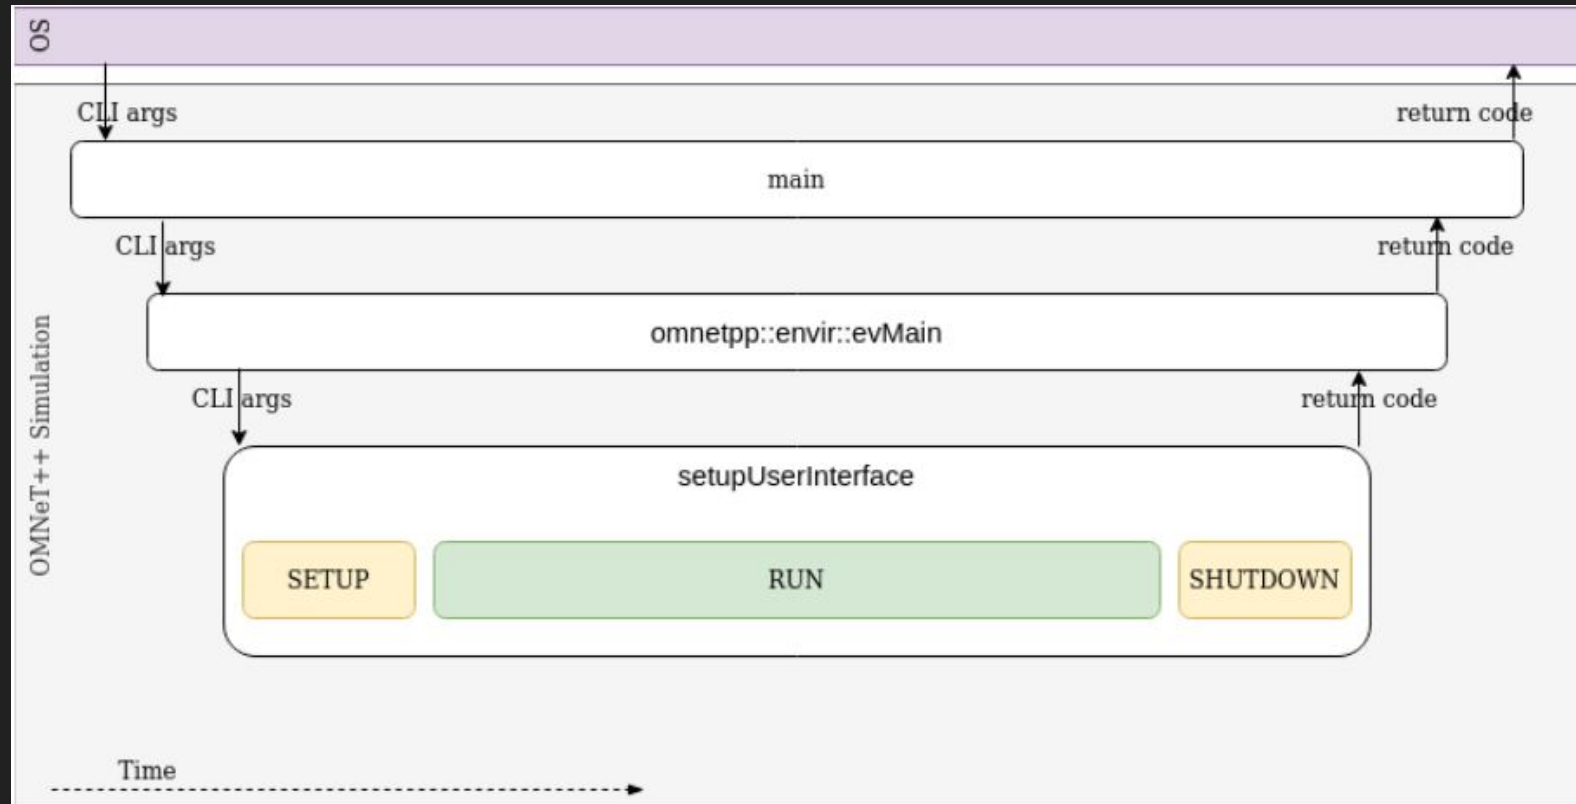 OS
CLI args
return code
main
CLI args
return code
omnetpp::envir::evMain
CLI args
return code
OMNeT++ Simulation
setupUserInterface
SETUP
RUN
SHUTDOWN
Time